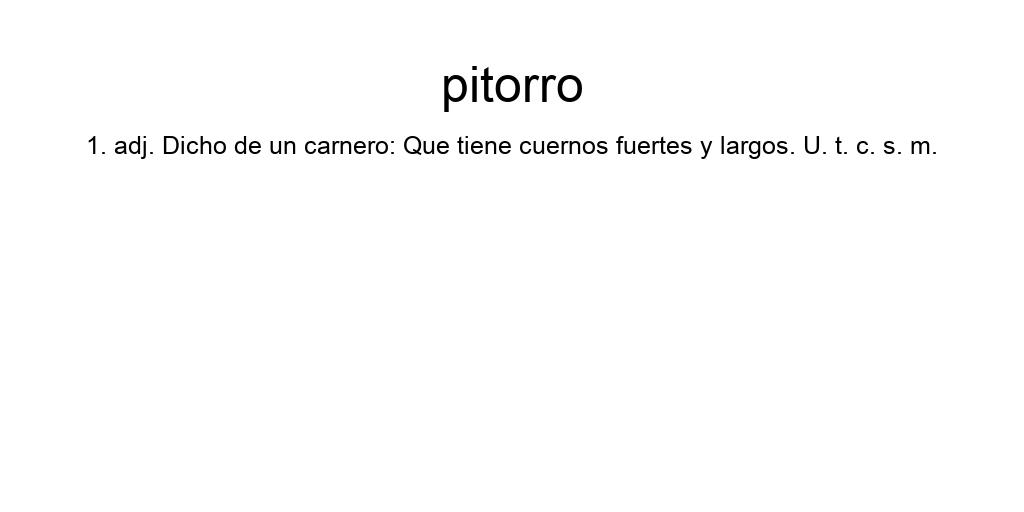 pitorro
1. adj. Dicho de un carnero: Que tiene cuernos fuertes y largos. U. t. c. s. m.